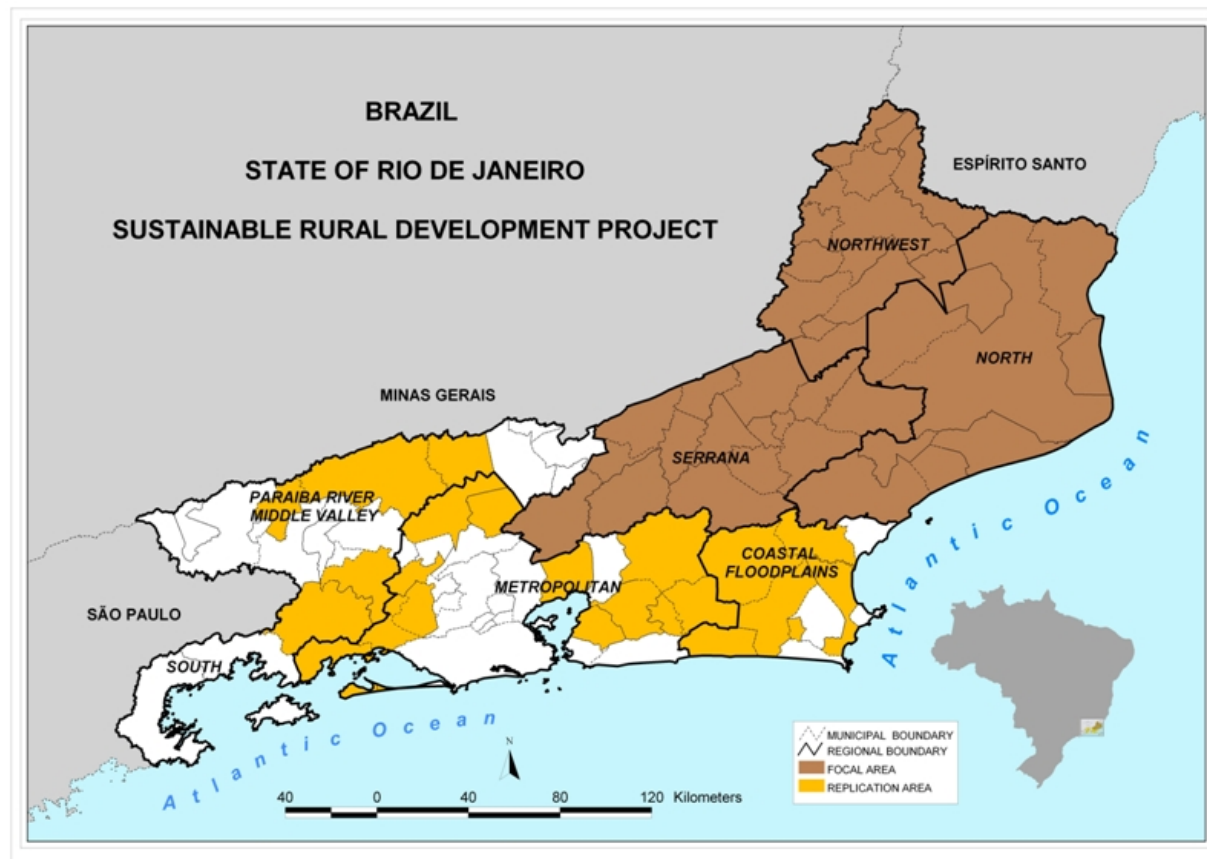 BRAZIL
STATE OF RIO DE JANEIRO
SUSTAINABLE RURAL DEVELOPMENT PROJECT
ESPÍRITO SANTO
NORTHWEST
NORTH
MINAS GERAIS
SERRANA
PARAIBA RIVER
MIDDLE VALLEY
COASTAL
FLOODPLAINS
METROPOLITAN
SÃO PAULO
SOUTH
Atlantic Ocean
Atlantic Ocean
N
40 0 40 80 120 Kilometers
MUNICIPAL BOUNDARY
REGIONAL BOUNDARY
FOCAL AREA
REPLICATION AREA